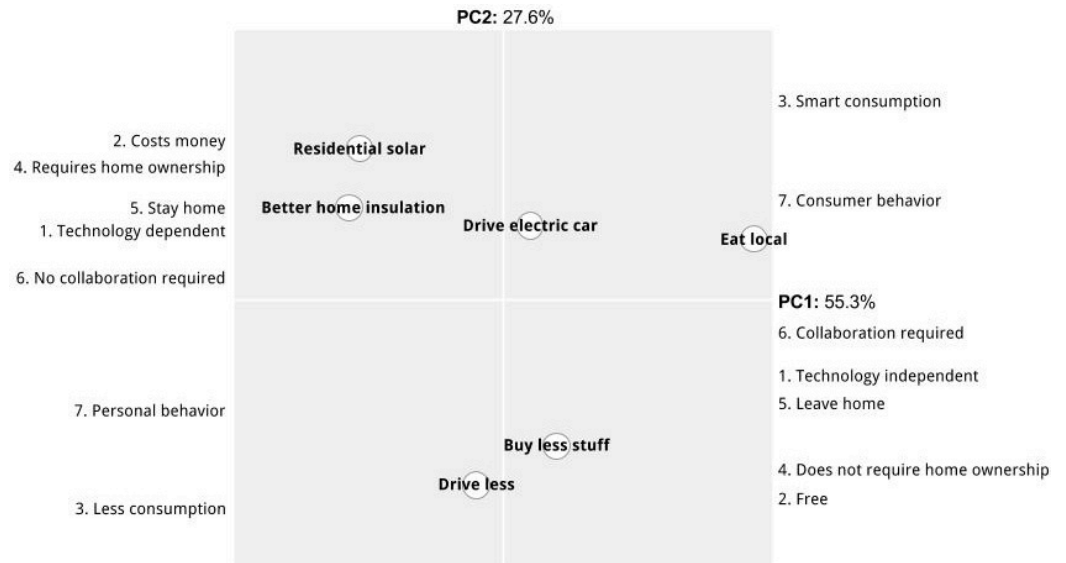 PC2: 27.6%
3. Smart consumption
2. Costs money
Residential solar
4. Requires home ownership
7. Consumer behavior
5. Stay home
Better home insulation
1. Technology dependent
Drive electric car
Eat local
6. No collaboration required
PC1: 55.3%
6. Collaboration required
1. Technology independent
5. Leave home
7. Personal behavior
Buy less stuff
4. Does not require home ownership
Drive less
2. Free
3. Less consumption